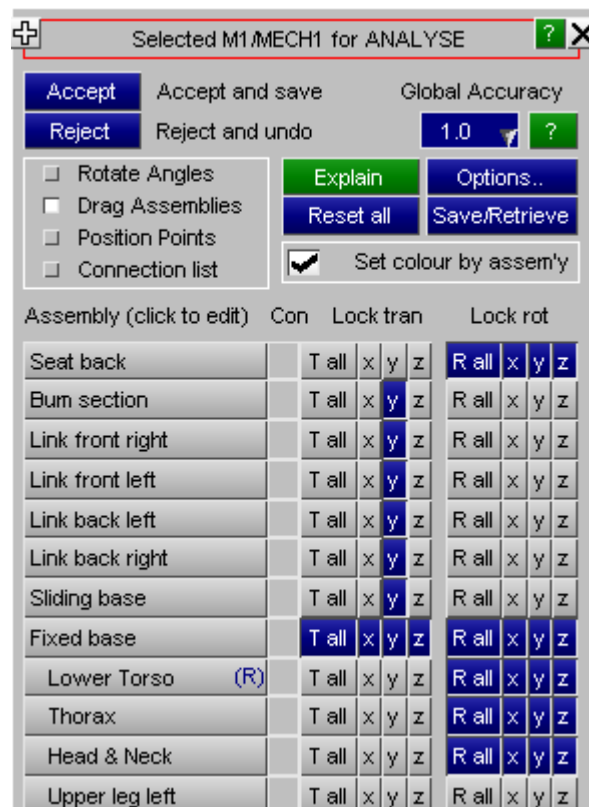 Selected M1/MECH1 for ANALYSE ? X
Accept Accept and save Global Accuracy
Reject Reject and undo 1.0 ?
Rotate Angles Explain Options..
Drag Assemblies Reset all Save/Retrieve
Position Points
Connection list Set colour by assem'y
Assembly (click to edit) Con Lock tran Lock rot
Seat back T all x y z R all x y z
Bum section T all x y z R all x y z
Link front right T all x y z R all x y z
Link front left T all x y z R all x y z
Link back left T all x y z R all x y z
Link back right T all x y z R all x y z
Sliding base T all x y z R all x y z
Fixed base T all x y z R all x y z
Lower Torso (R) T all x y z R all x y z
Thorax T all x y z R all x y z
Head & Neck T all x y z R all x y z
Upper leg left T all x y z R all x y z